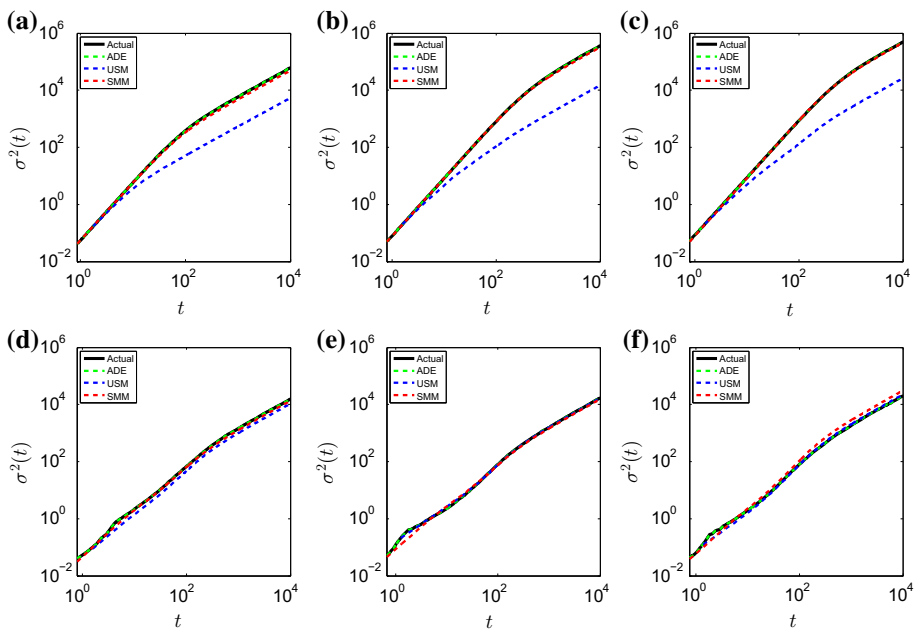 (a) (b) (c)
10^6 10^6 10^6
Actual Actual Actual
ADE ADE ADE
USM USM USM
SMM SMM SMM
10^4 10^4 10^4
σ²(t) σ²(t) σ²(t)
10^2 10^2 10^2
10^0 10^0 10^0
10^−2 10^−2 10^−2
10^0 10^2 10^4 10^0 10^2 10^4 10^0 10^2 10^4
t t t
(d) (e) (f)
10^6 10^6 10^6
Actual Actual Actual
ADE ADE ADE
USM USM USM
SMM SMM SMM
10^4 10^4 10^4
σ²(t) σ²(t) σ²(t)
10^2 10^2 10^2
10^0 10^0 10^0
10^−2 10^−2 10^−2
10^0 10^2 10^4 10^0 10^2 10^4 10^0 10^2 10^4
t t t